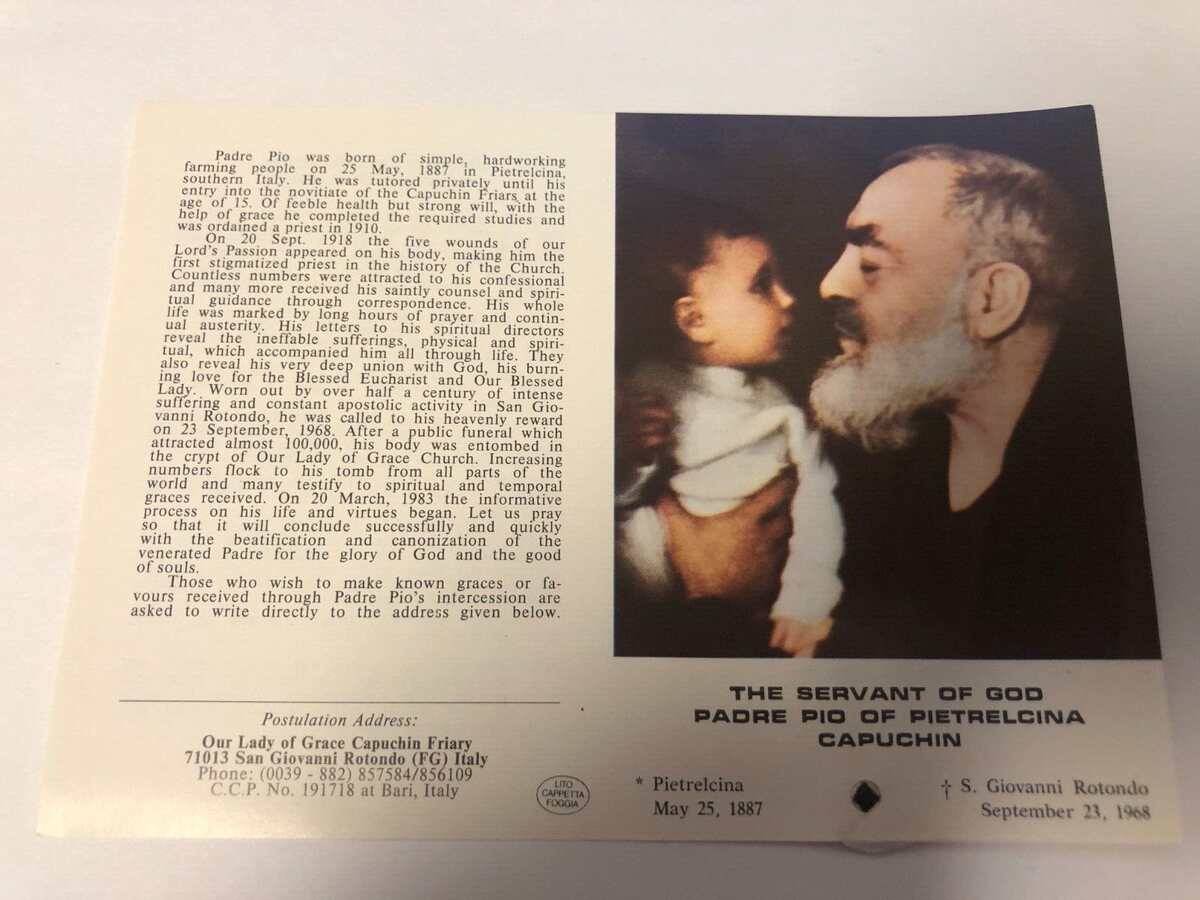 Padre Pio was born of simple, hardworking
farming people on 25 May, 1887 in Pietrelcina,
southern Italy. He was tutored privately until his
entry into the novitiate of the Capuchin Friars at the
age of 15. Of feeble health but strong will, with the
help of grace he completed the required studies and
was ordained a priest in 1910.
On 20 Sept. 1918 the five wounds of our
Lord's Passion appeared on his body, making him the
first stigmatized priest in the history of the Church.
Countless numbers were attracted to his confessional
and many more received his saintly counsel and spiri-
tual guidance through correspondence. His whole
life was marked by long hours of prayer and contin-
ual austerity. His letters to his spiritual directors
reveal the ineffable sufferings, physical and spiri-
tual, which accompanied him all through life. They
also reveal his very deep union with God, his burn-
ing love for the Blessed Eucharist and Our Blessed
Lady. Worn out by over half a century of intense
suffering and constant apostolic activity in San Gio-
vanni Rotondo, he was called to his heavenly reward
on 23 September, 1968. After a public funeral which
attracted almost 100,000, his body was entombed in
the crypt of Our Lady of Grace Church. Increasing
numbers flock to his tomb from all parts of the
world and many testify to spiritual and temporal
graces received. On 20 March, 1983 the informative
process on his life and virtues began. Let us pray
so that it will conclude successfully and quickly
with the beatification and canonization of the
venerated Padre for the glory of God and the good
of souls.
Those who wish to make known graces or fa-
vours received through Padre Pio's intercession are
asked to write directly to the address given below.
Postulation Address:
Our Lady of Grace Capuchin Friary
71013 San Giovanni Rotondo (FG) Italy
Phone: (0039 - 882) 857584/856109
C.C.P. No. 191718 at Bari, Italy
LITO
CAPPETTA
FOGGIA
THE SERVANT OF GOD
PADRE PIO OF PIETRELCINA
CAPUCHIN
* Pietrelcina
May 25, 1887
† S. Giovanni Rotondo
September 23, 1968